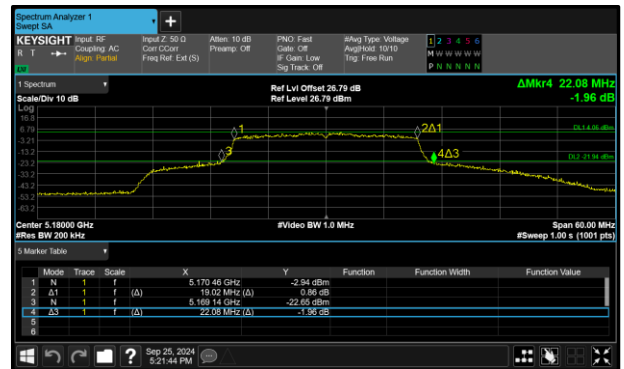 Spectrum Analyzer 1
Swept SA
+
KEYSIGHT Input: RF Input Z: 50 Ω Atten: 10 dB PNO: Fast #Avg Type: Voltage 1 2 3 4 5 6
R T Coupling: AC Corr CCorr Preamp: Off Gate: Off Avg|Hold: 10/10 M W W W W W
Align: Partial Freq Ref: Ext (S) IF Gain: Low Trig: Free Run
Sig Track: Off P N N N N N
LXI
1 Spectrum ΔMkr4 22.08 MHz
Ref Lvl Offset 26.79 dB
Scale/Div 10 dB Ref Level 26.79 dBm -1.96 dB
Log
16.8
6.79 1 2Δ1 DL1 4.06 dBm
-3.21
-13.2 3 4Δ3
-23.2 DL2 -21.94 dBm
-33.2
-43.2
-53.2
-63.2
Center 5.18000 GHz #Video BW 1.0 MHz Span 60.00 MHz
#Res BW 200 kHz #Sweep 1.00 s (1001 pts)
5 Marker Table
Mode Trace Scale X Y Function Function Width Function Value
1 N 1 f 5.170 46 GHz -2.94 dBm
2 Δ1 1 f (Δ) 19.02 MHz (Δ) 0.86 dB
3 N 1 f 5.169 14 GHz -22.65 dBm
4 Δ3 1 f (Δ) 22.08 MHz (Δ) -1.96 dB
5
6
? Sep 25, 2024
5:21:44 PM